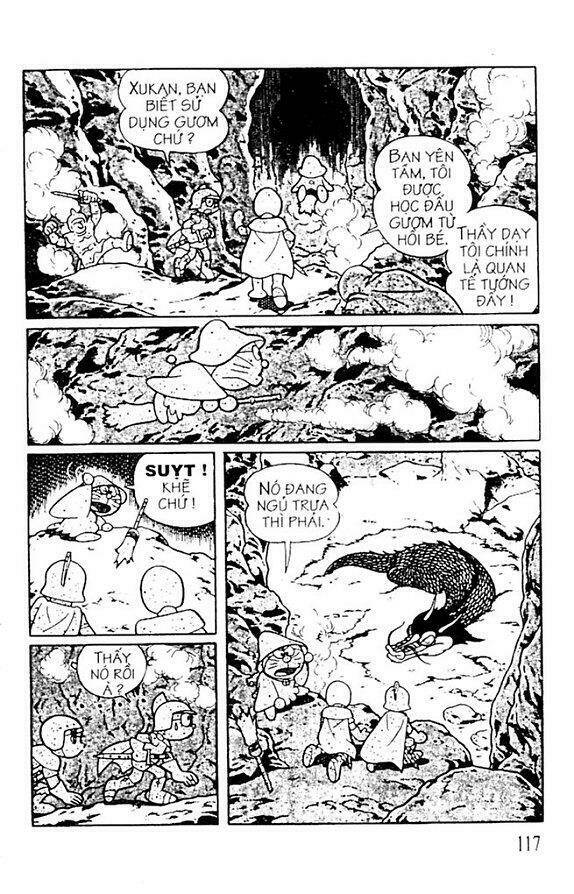 XUKAN, BẠN
BIẾT SỬ
DỤNG GƯƠM
CHỨ ?
BẠN YÊN
TÂM, TÔI
ĐƯỢC
HỌC ĐẤU
GƯƠM TỪ
HỒI BÉ.
THẦY DẠY
TÔI CHÍNH
LÀ QUAN
TỂ TƯỚNG
ĐẤY !
SUYT !
KHẼ
CHỨ !
NÓ ĐANG
NGỦ TRƯA
THÌ PHẢI.
THẤY
NÓ RỒI
À ?
117